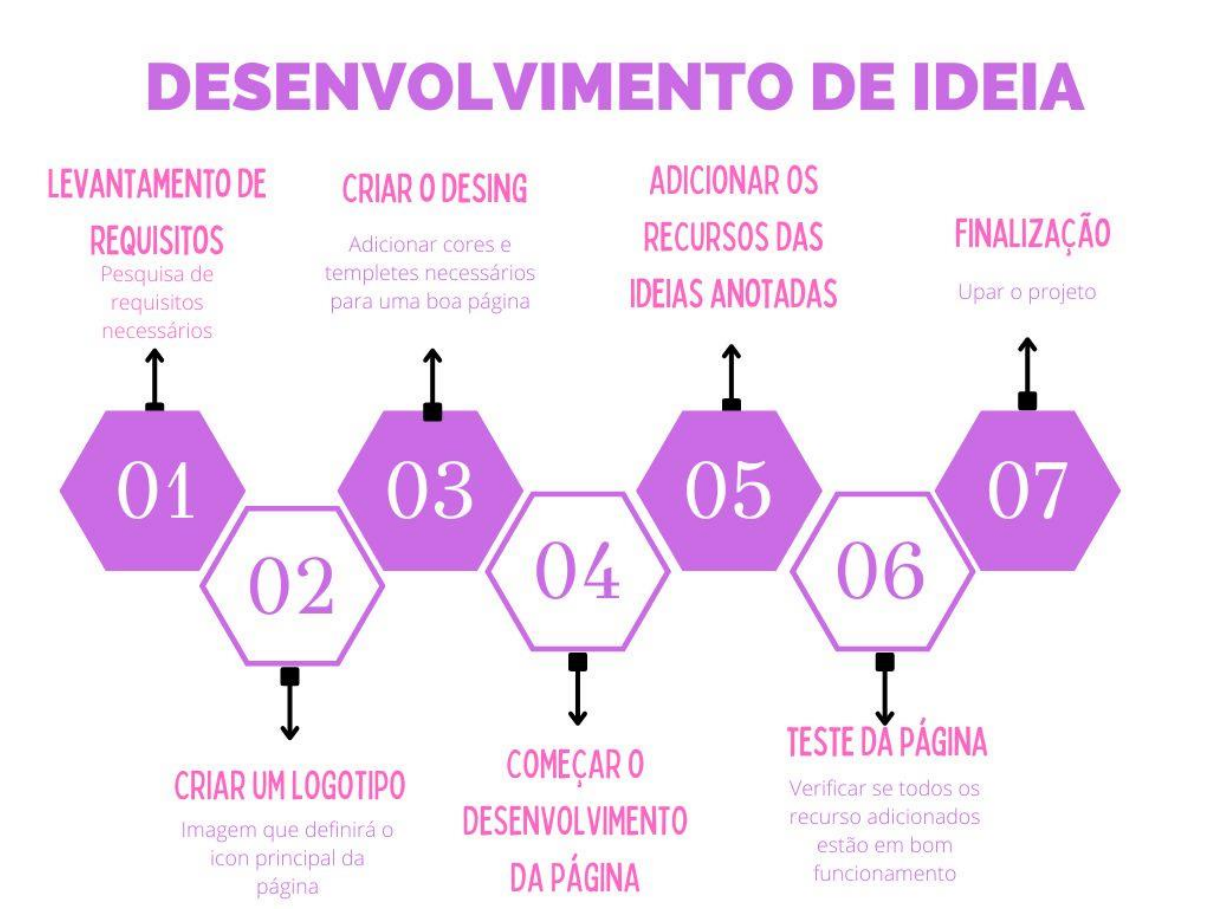 DESENVOLVIMENTO DE IDEIA
LEVANTAMENTO DE
REQUISITOS
Pesquisa de
requisitos
necessários
CRIAR O DESING
Adicionar cores e
templetes necessários
para uma boa página
ADICIONAR OS
RECURSOS DAS
IDEIAS ANOTADAS
FINALIZAÇÃO
Upar o projeto
01
02
03
04
05
06
07
CRIAR UM LOGOTIPO
Imagem que definirá o
icon principal da
página
COMEÇAR O
DESENVOLVIMENTO
DA PÁGINA
TESTE DA PÁGINA
Verificar se todos os
recurso adicionados
estão em bom
funcionamento